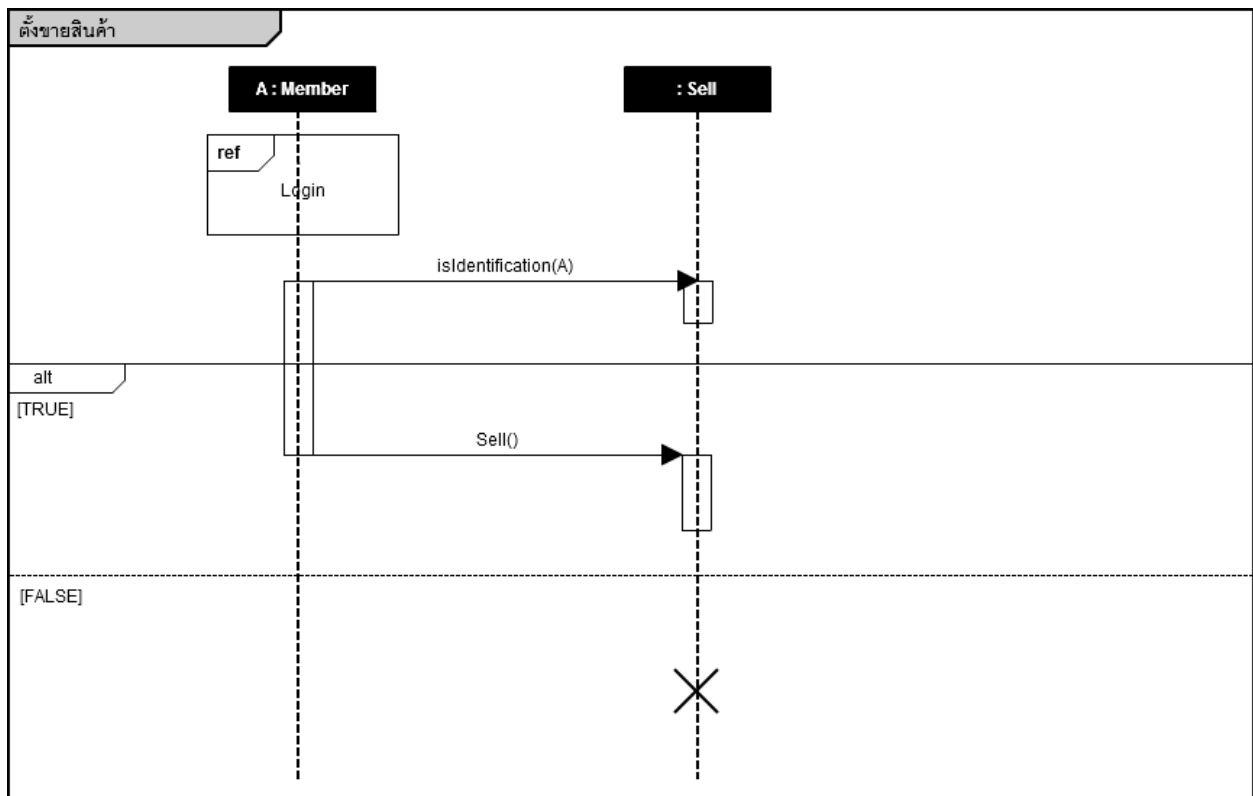 ตั้งขายสินค้า
A : Member
: Sell
ref
Login
isIdentification(A)
alt
[TRUE]
Sell()
[FALSE]